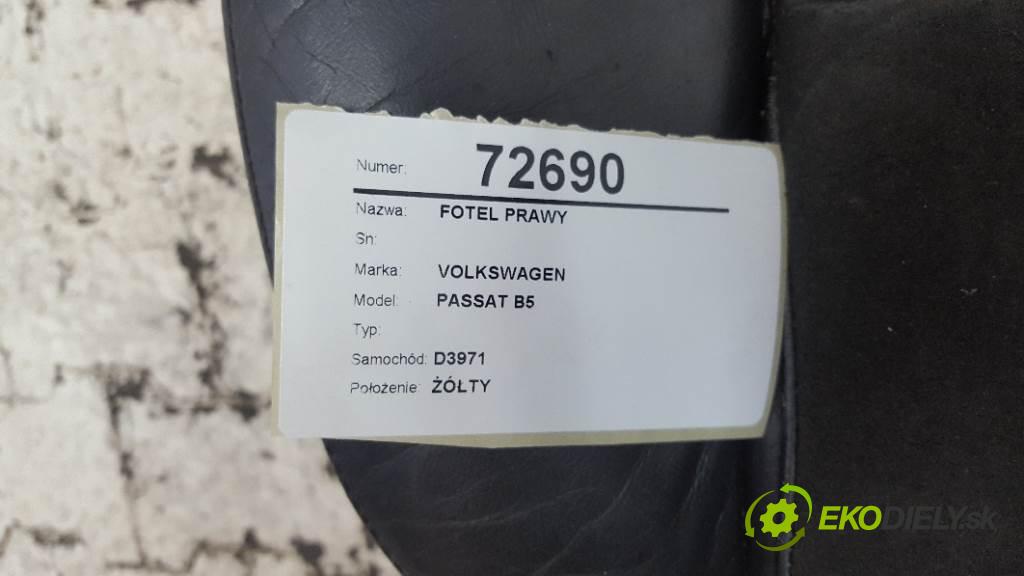 Numer: 72690
Nazwa: FOTEL PRAWY
Sn:
Marka: VOLKSWAGEN
Model: PASSAT B5
Typ:
Samochód: D3971
Położenie: ŻÓŁTY
EKODIELY.sk